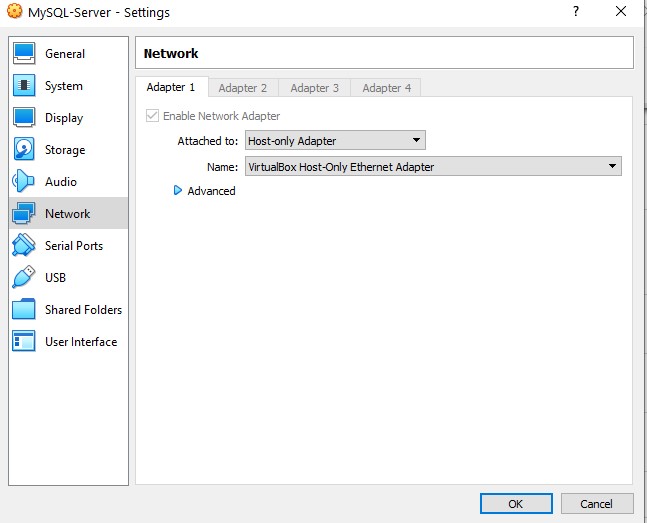 MySQL-Server - Settings
?
General
System
Display
Storage
Audio
Network
Serial Ports
USB
Shared Folders
User Interface
Network
Adapter 1 Adapter 2 Adapter 3 Adapter 4
Enable Network Adapter
Attached to: Host-only Adapter
Name: VirtualBox Host-Only Ethernet Adapter
Advanced
OK Cancel